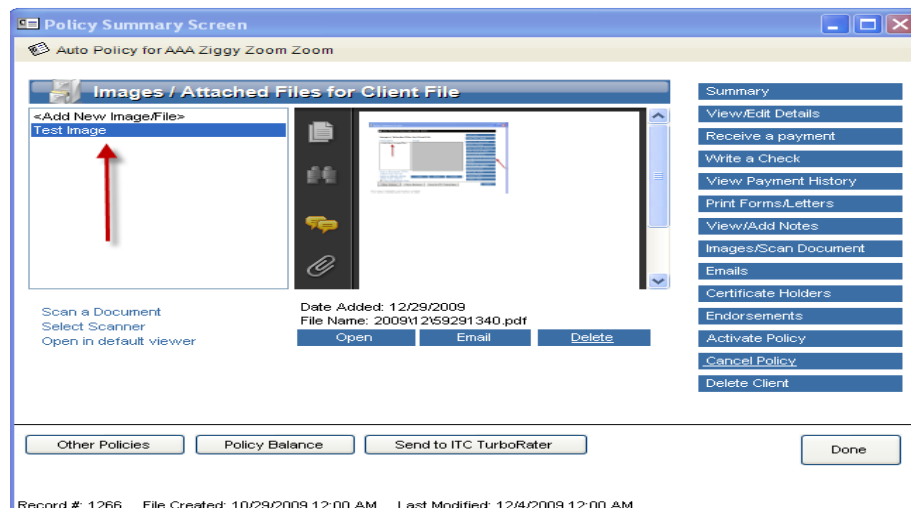 Policy Summary Screen
Auto Policy for AAA Ziggy Zoom Zoom
Images / Attached Files for Client File
<Add New Image/File>
Test Image
Date Added: 12/29/2009
File Name: 2009\12\59291340.pdf
Open Email Delete
Scan a Document
Select Scanner
Open in default viewer
Summary
View/Edit Details
Receive a payment
Write a Check
View Payment History
Print Forms/Letters
View/Add Notes
Images/Scan Document
Emails
Certificate Holders
Endorsements
Activate Policy
Cancel Policy
Delete Client
Other Policies Policy Balance Send to ITC TurboRater Done
Record #: 1266 File Created: 10/29/2009 12:00 AM Last Modified: 12/4/2009 12:00 AM